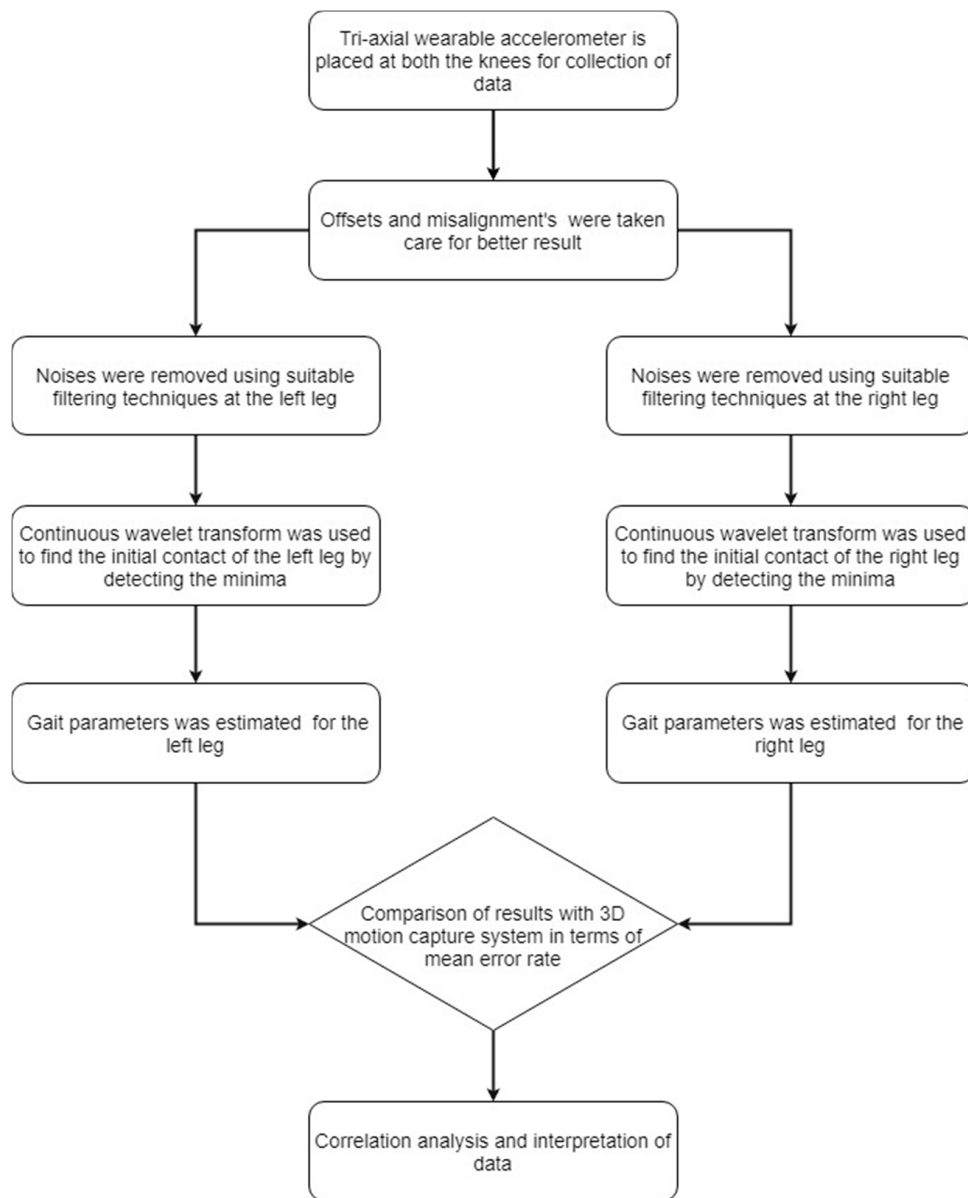 Tri-axial wearable accelerometer is
placed at both the knees for collection of
data
Offsets and misalignment's were taken
care for better result
Noises were removed using suitable
filtering techniques at the left leg
Noises were removed using suitable
filtering techniques at the right leg
Continuous wavelet transform was used
to find the initial contact of the left leg by
detecting the minima
Continuous wavelet transform was used
to find the initial contact of the right leg
by detecting the minima
Gait parameters was estimated for the
left leg
Gait parameters was estimated for the
right leg
Comparison of results with 3D
motion capture system in terms of
mean error rate
Correlation analysis and interpretation of
data